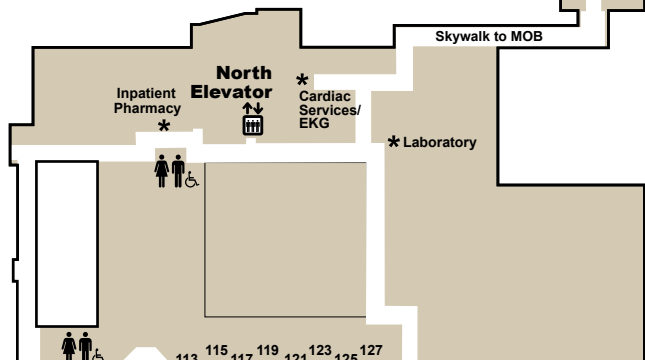 Skywalk to MOB
North
Elevator
Inpatient
Pharmacy
*
*
Cardiac
Services/
EKG
* Laboratory
113
115
117
119
121
123
125
127